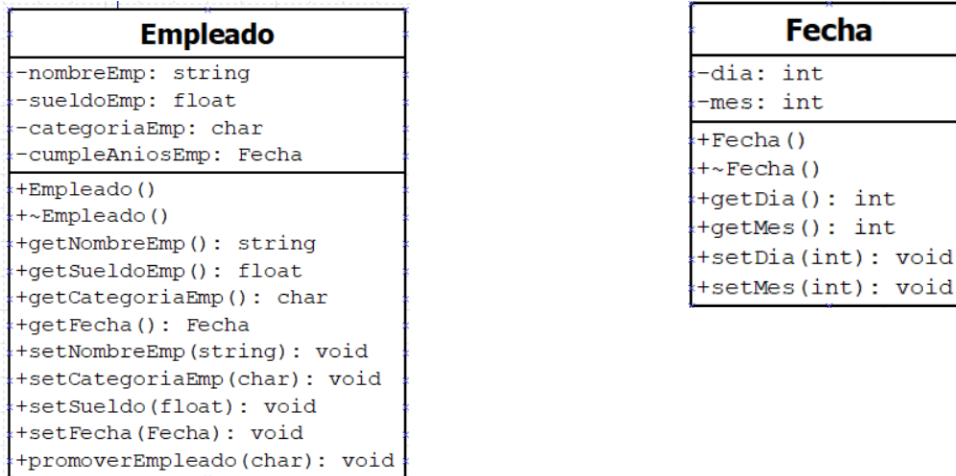 Empleado
-nombreEmp: string
-sueldoEmp: float
-categoriaEmp: char
-cumpleAniosEmp: Fecha
+Empleado()
+~Empleado()
+getNombreEmp(): string
+getSueldoEmp(): float
+getCategoriaEmp(): char
+getFecha(): Fecha
+setNombreEmp(string): void
+setCategoriaEmp(char): void
+setSueldo(float): void
+setFecha(Fecha): void
+promoverEmpleado(char): void
Fecha
-dia: int
-mes: int
+Fecha()
+~Fecha()
+getDia(): int
+getMes(): int
+setDia(int): void
+setMes(int): void